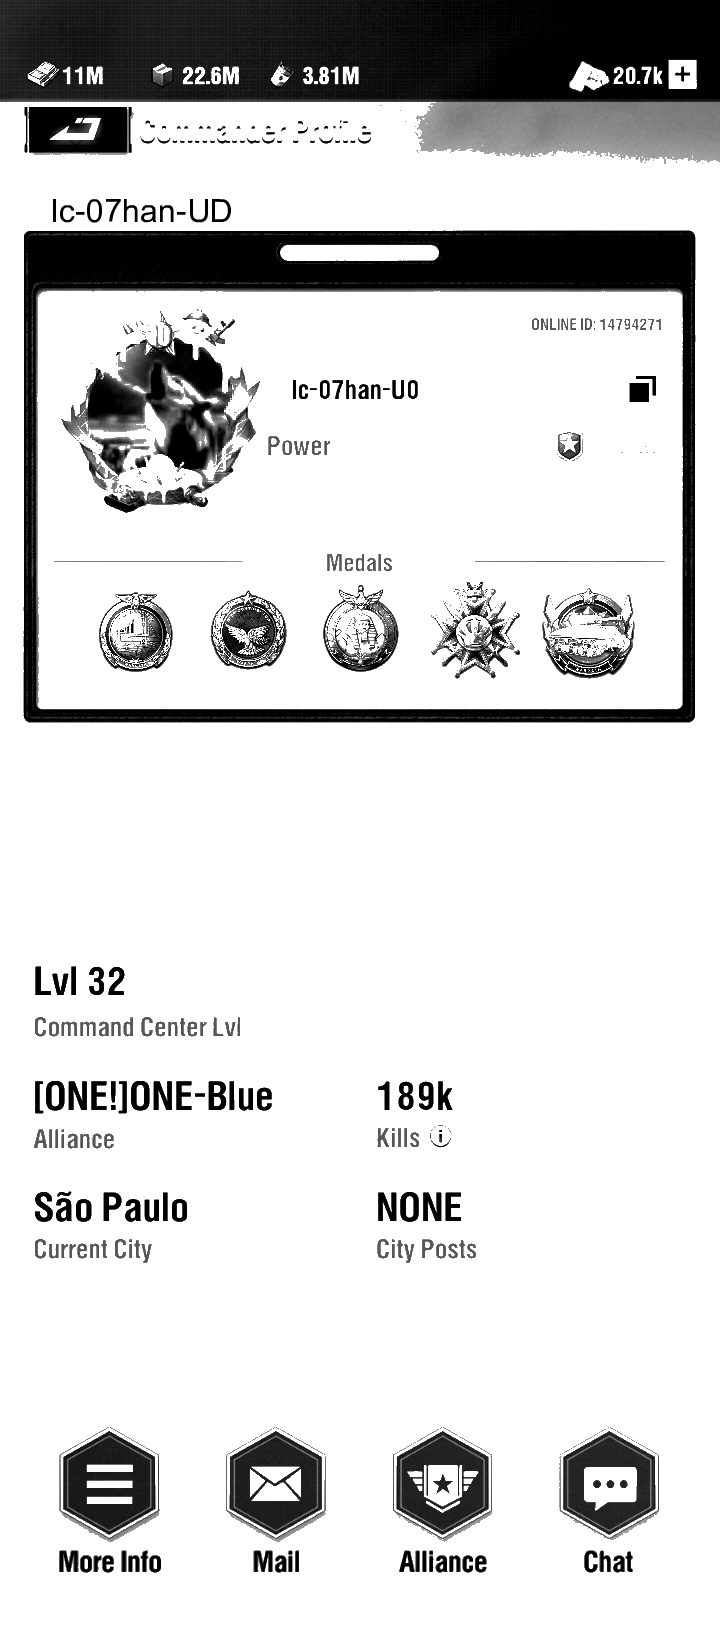 11M 22.6M 3.81M 20.7k +
Commander Profile
Ic-07han-UD
ONLINE ID: 14794271
Ic-07han-U0
Power
Medals
Lvl 32
Command Center Lvl
[ONE!]ONE-Blue 189k
Alliance Kills i
São Paulo NONE
Current City City Posts
More Info Mail Alliance Chat